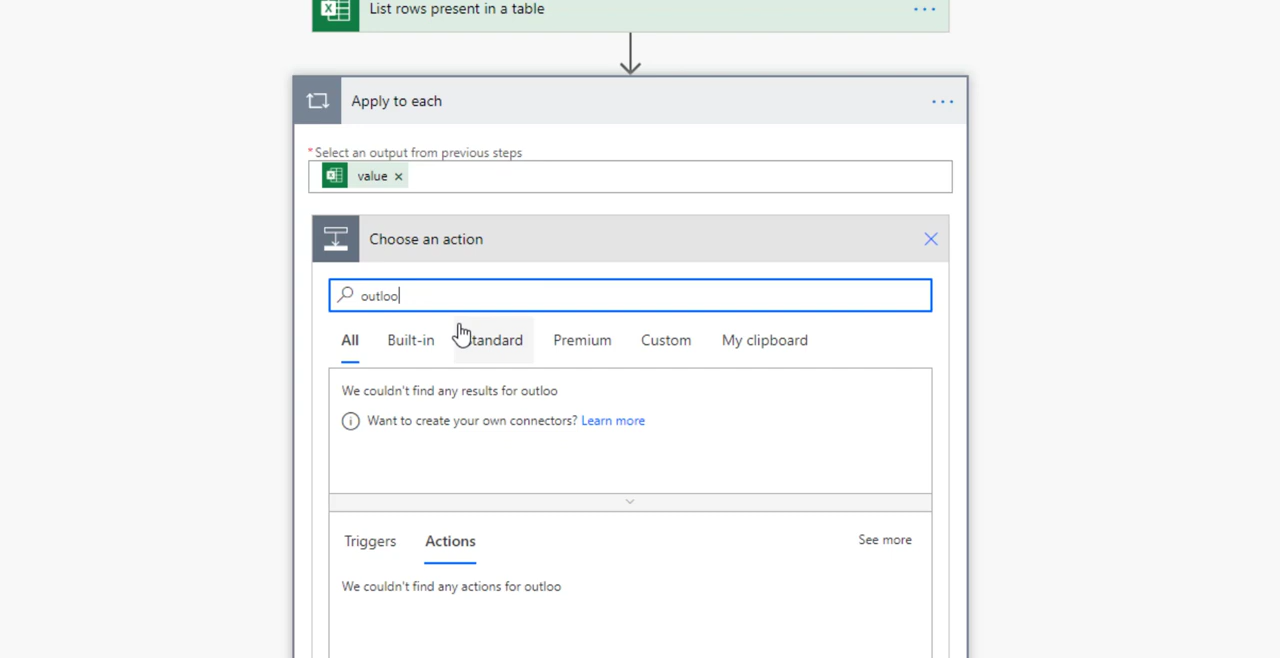 List rows present in a table
Apply to each
*Select an output from previous steps
value ×
Choose an action
outloo
All Built-in Standard Premium Custom My clipboard
We couldn't find any results for outloo
Want to create your own connectors? Learn more
Triggers Actions See more
We couldn't find any actions for outloo